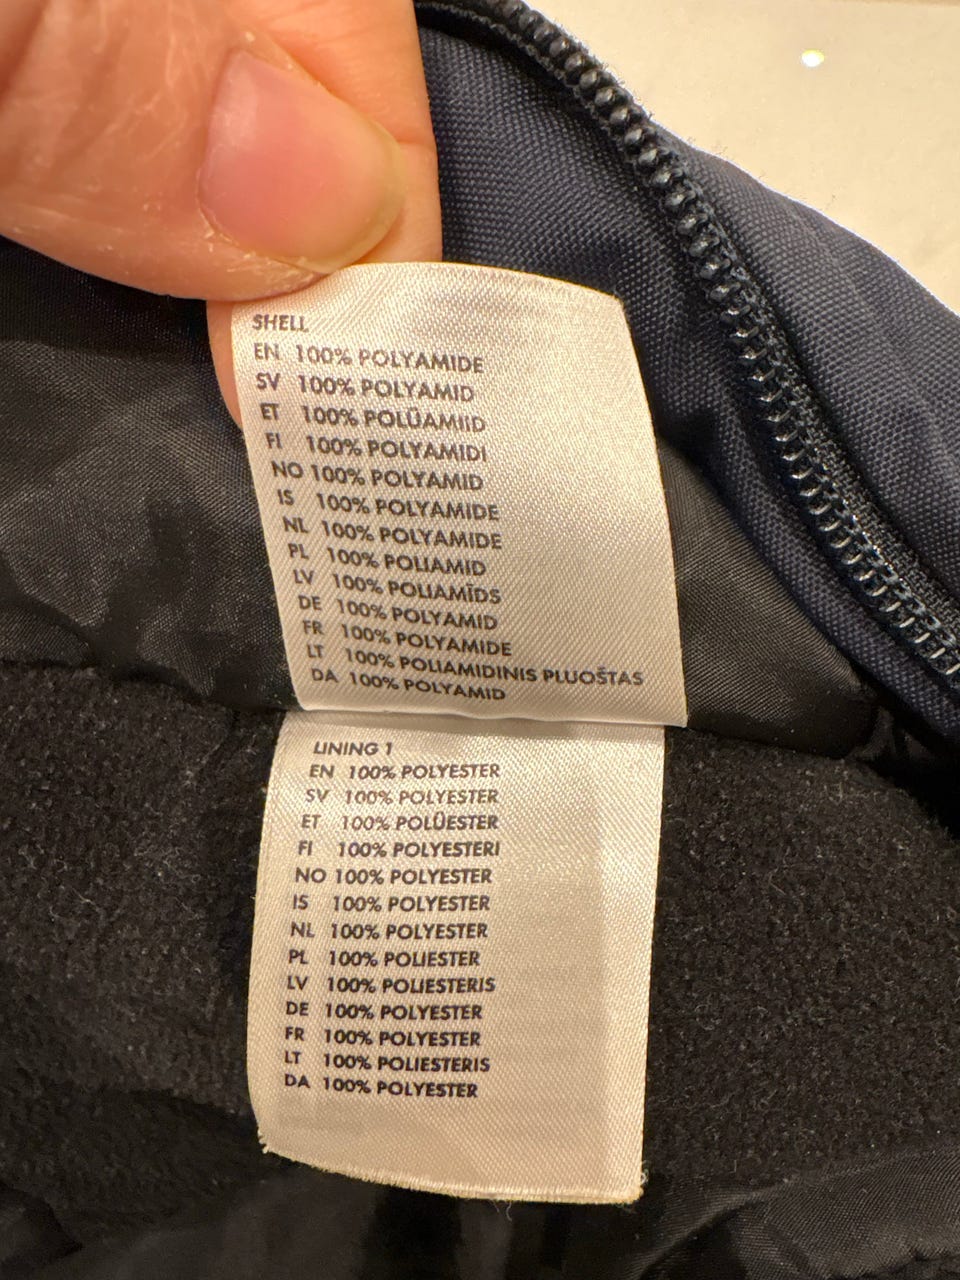 SHELL
EN 100% POLYAMIDE
SV 100% POLYAMID
ET 100% POLÜAMIID
FI 100% POLYAMIDI
NO 100% POLYAMID
IS 100% POLYAMIDE
NL 100% POLYAMIDE
PL 100% POLIAMID
LV 100% POLIAMĪDS
DE 100% POLYAMID
FR 100% POLYAMIDE
LT 100% POLIAMIDINIS PLUOŠTAS
DA 100% POLYAMID
LINING 1
EN 100% POLYESTER
SV 100% POLYESTER
ET 100% POLÜESTER
FI 100% POLYESTERI
NO 100% POLYESTER
IS 100% POLYESTER
NL 100% POLYESTER
PL 100% POLIESTER
LV 100% POLIESTERIS
DE 100% POLYESTER
FR 100% POLYESTER
LT 100% POLIESTERIS
DA 100% POLYESTER